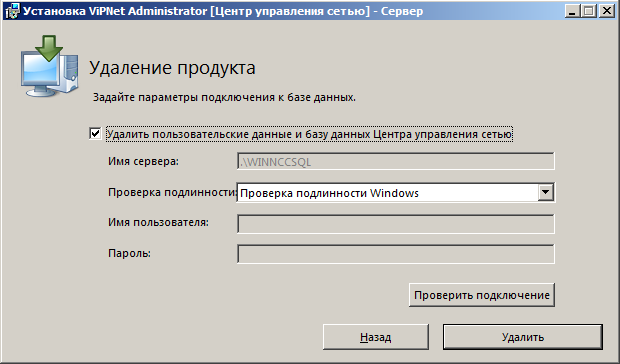 Установка ViPNet Administrator [Центр управления сетью] - Сервер
Удаление продукта
Задайте параметры подключения к базе данных.
Удалить пользовательские данные и базу данных Центра управления сетью
Имя сервера: .\WINNCCSQL
Проверка подлинности: Проверка подлинности Windows
Имя пользователя:
Пароль:
Проверить подключение
Назад Удалить